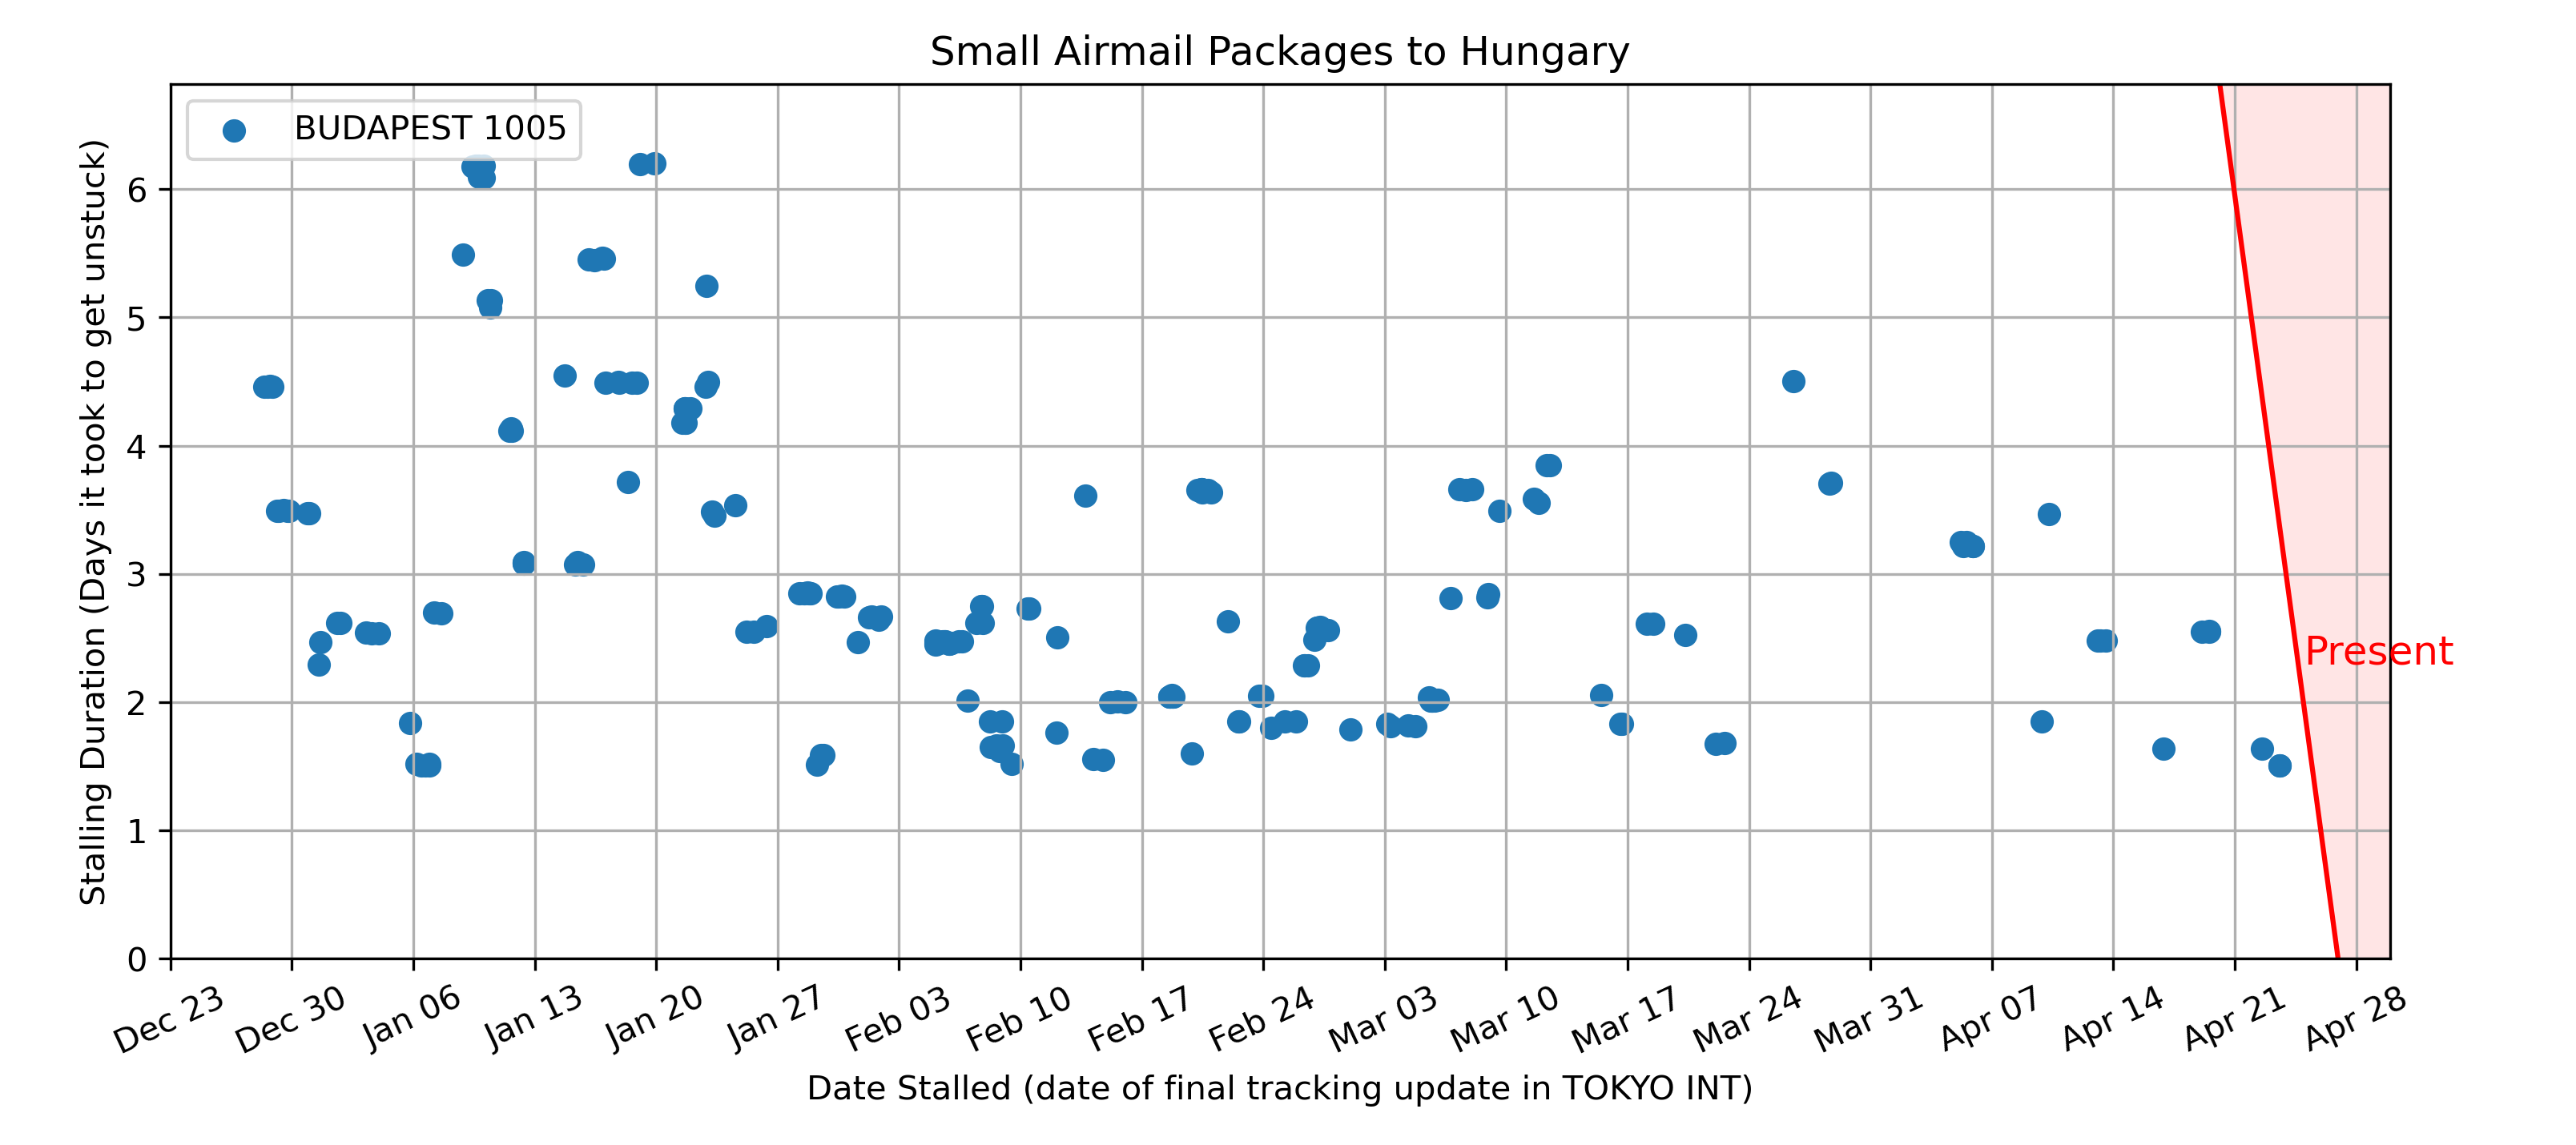 Small Airmail Packages to Hungary
BUDAPEST 1005
Stalling Duration (Days it took to get unstuck)
6
5
4
3
2
1
0
Present
Dec 23
Dec 30
Jan 06
Jan 13
Jan 20
Jan 27
Feb 03
Feb 10
Feb 17
Feb 24
Mar 03
Mar 10
Mar 17
Mar 24
Mar 31
Apr 07
Apr 14
Apr 21
Apr 28
Date Stalled (date of final tracking update in TOKYO INT)